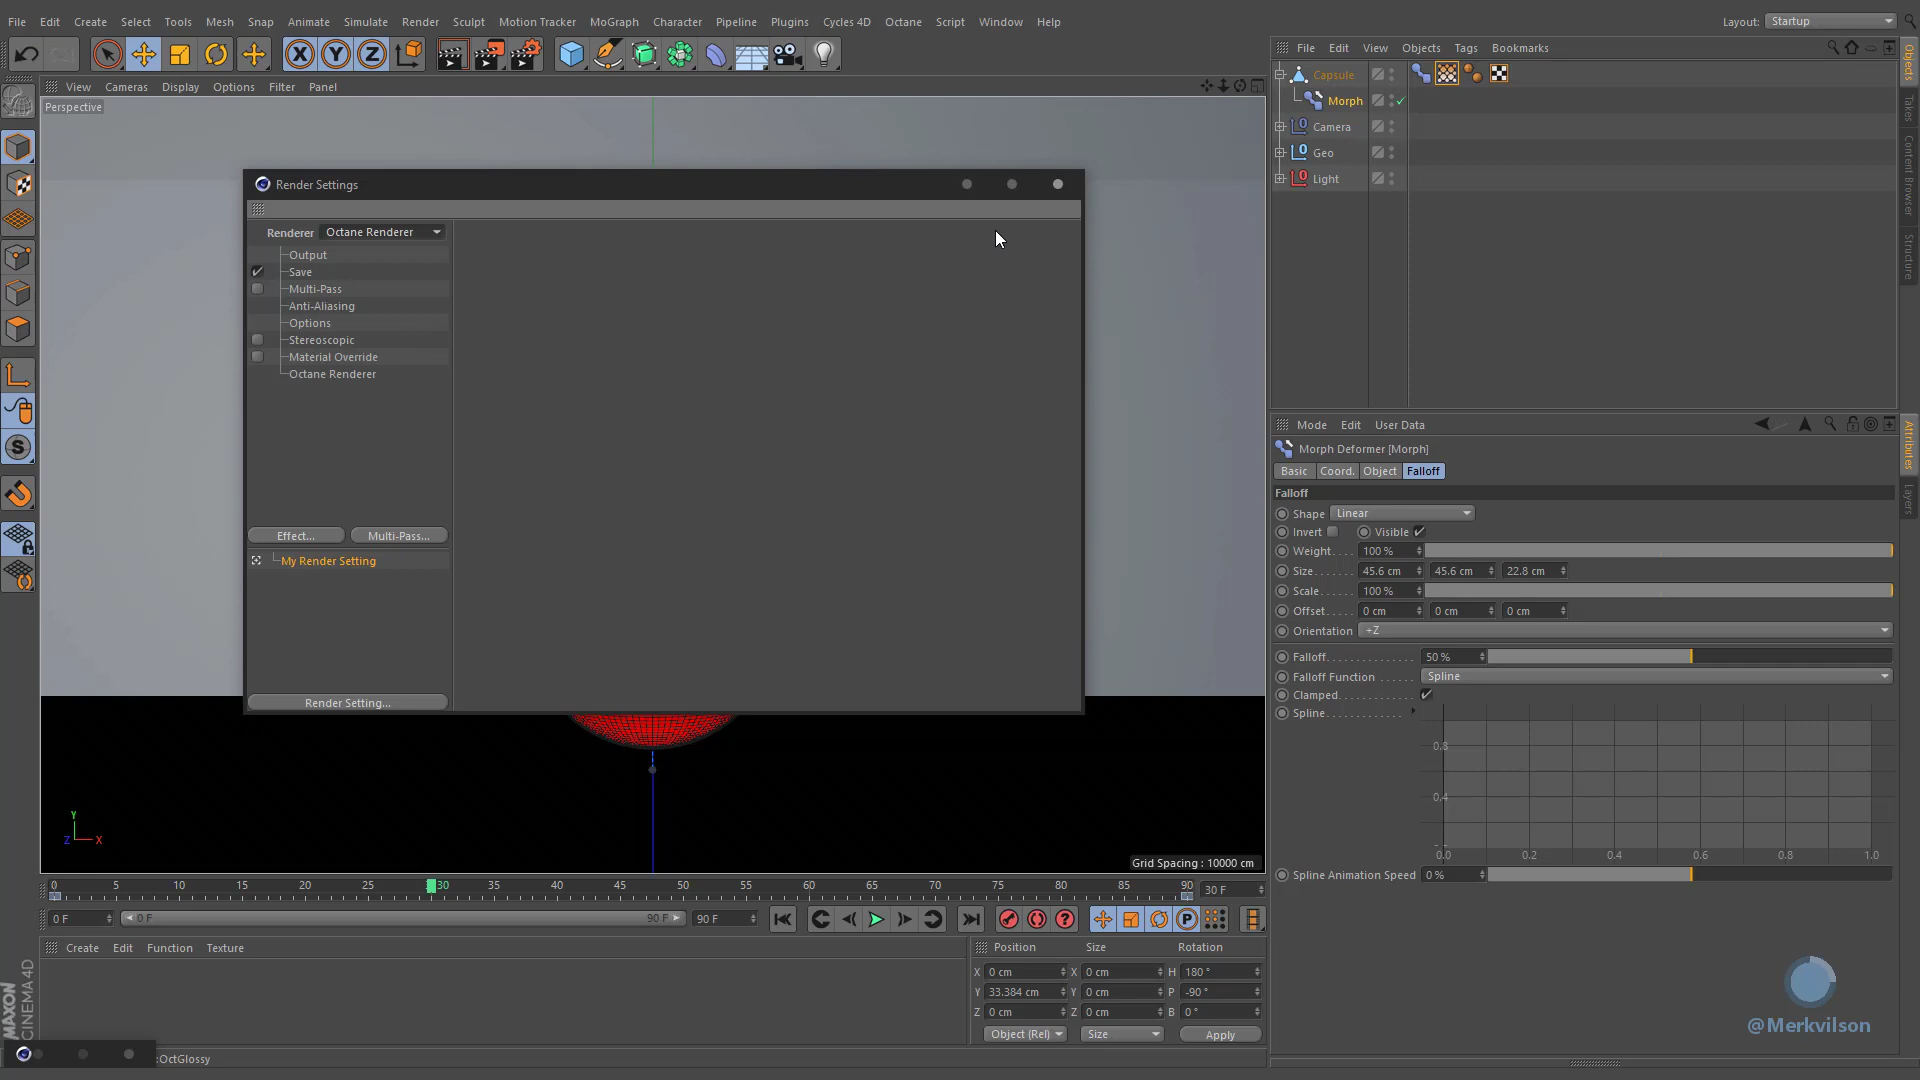 File Edit Create Select Tools Mesh Snap Animate Simulate Render Sculpt Motion Tracker MoGraph Character Pipeline Plugins Cycles 4D Octane Script Window Help
Layout: Startup
X Y Z
View Cameras Display Options Filter Panel
Perspective
Render Settings
Renderer Octane Renderer
Output
Save
Multi-Pass
Anti-Aliasing
Options
Stereoscopic
Material Override
Octane Renderer
Effect... Multi-Pass...
My Render Setting
Render Setting...
Y
Z X
Grid Spacing : 10000 cm
0 5 10 15 20 25 30 35 40 45 50 55 60 65 70 75 80 85 90 30 F
0 F 0 F 90 F 90 F
Create Edit Function Texture
Position Size Rotation
X 0 cm X 0 cm H 180 °
Y 33.384 cm Y 0 cm P -90 °
Z 0 cm Z 0 cm B 0 °
Object (Rel) Size Apply
MAXON
CINEMA 4D
:OctGlossy
File Edit View Objects Tags Bookmarks
Capsule
Morph
Camera
Geo
Light
Objects
Takes
Content Browser
Structure
Mode Edit User Data
Morph Deformer [Morph]
Basic Coord. Object Falloff
Falloff
Shape Linear
Invert Visible
Weight.... 100 %
Size....... 45.6 cm 45.6 cm 22.8 cm
Scale...... 100 %
Offset.... 0 cm 0 cm 0 cm
Orientation +Z
Falloff............... 50 %
Falloff Function ...... Spline
Clamped...........
Spline...............
0.8
0.4
0.0 0.2 0.4 0.6 0.8 1.0
Spline Animation Speed 0 %
Attributes
Layers
@Merkvilson